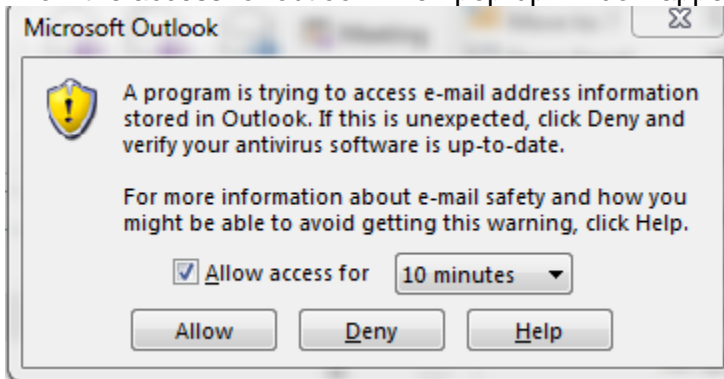 Microsoft Outlook
A program is trying to access e-mail address information
stored in Outlook. If this is unexpected, click Deny and
verify your antivirus software is up-to-date.
For more information about e-mail safety and how you
might be able to avoid getting this warning, click Help.
Allow access for 10 minutes
Allow Deny Help